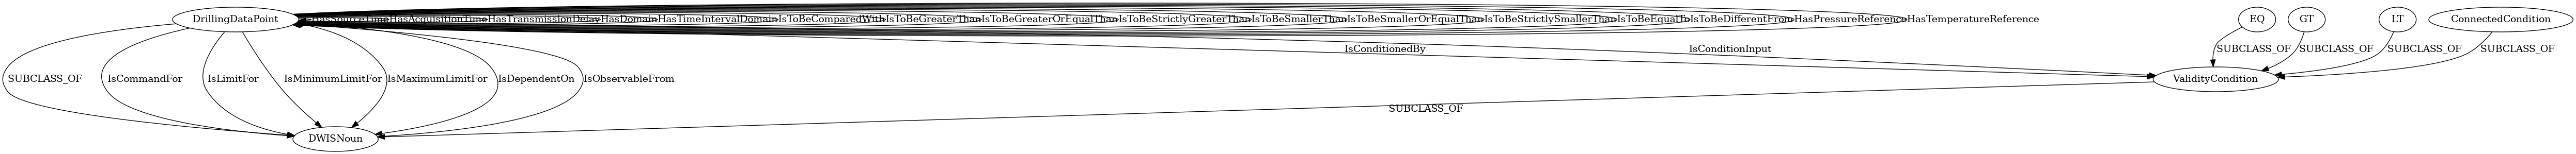 DrillingDataPoint
HasSourceTime
HasAcquisitionTime
HasTransmissionDelay
HasDomain
HasTimeIntervalDomain
IsToBeComparedWith
IsToBeGreaterThan
IsToBeGreaterOrEqualThan
IsToBeStrictlyGreaterThan
IsToBeSmallerThan
IsToBeSmallerOrEqualThan
IsToBeStrictlySmallerThan
IsToBeEqualTo
IsToBeDifferentFrom
HasPressureReference
HasTemperatureReference
EQ
GT
LT
ConnectedCondition
IsConditionedBy
IsConditionInput
SUBCLASS_OF
SUBCLASS_OF
SUBCLASS_OF
SUBCLASS_OF
SUBCLASS_OF
IsCommandFor
IsLimitFor
IsMinimumLimitFor
IsMaximumLimitFor
IsDependentOn
IsObservableFrom
ValidityCondition
SUBCLASS_OF
DWISNoun